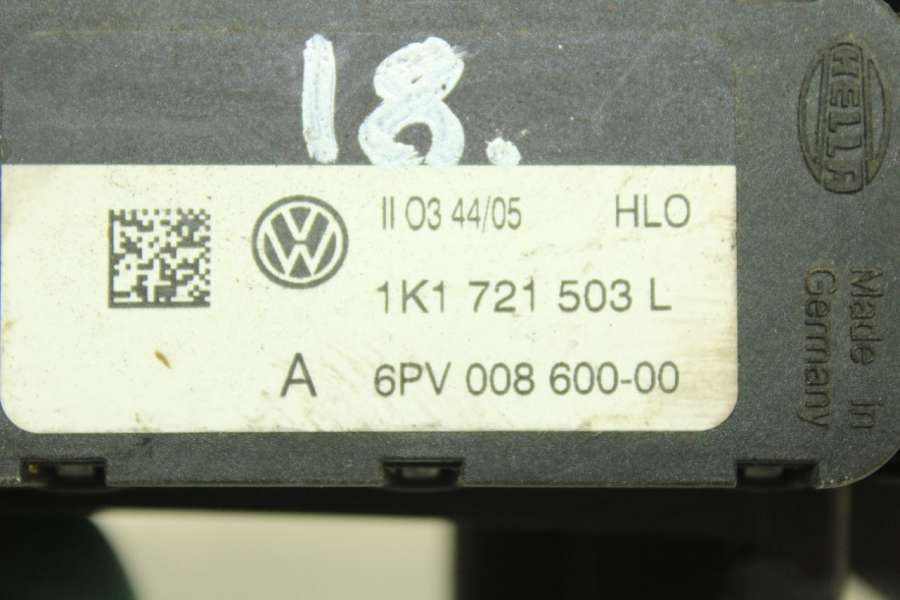 18.
HELLA
II 03 44/05 HLO
1K1 721 503 L
A 6PV 008 600-00
Made in
Germany